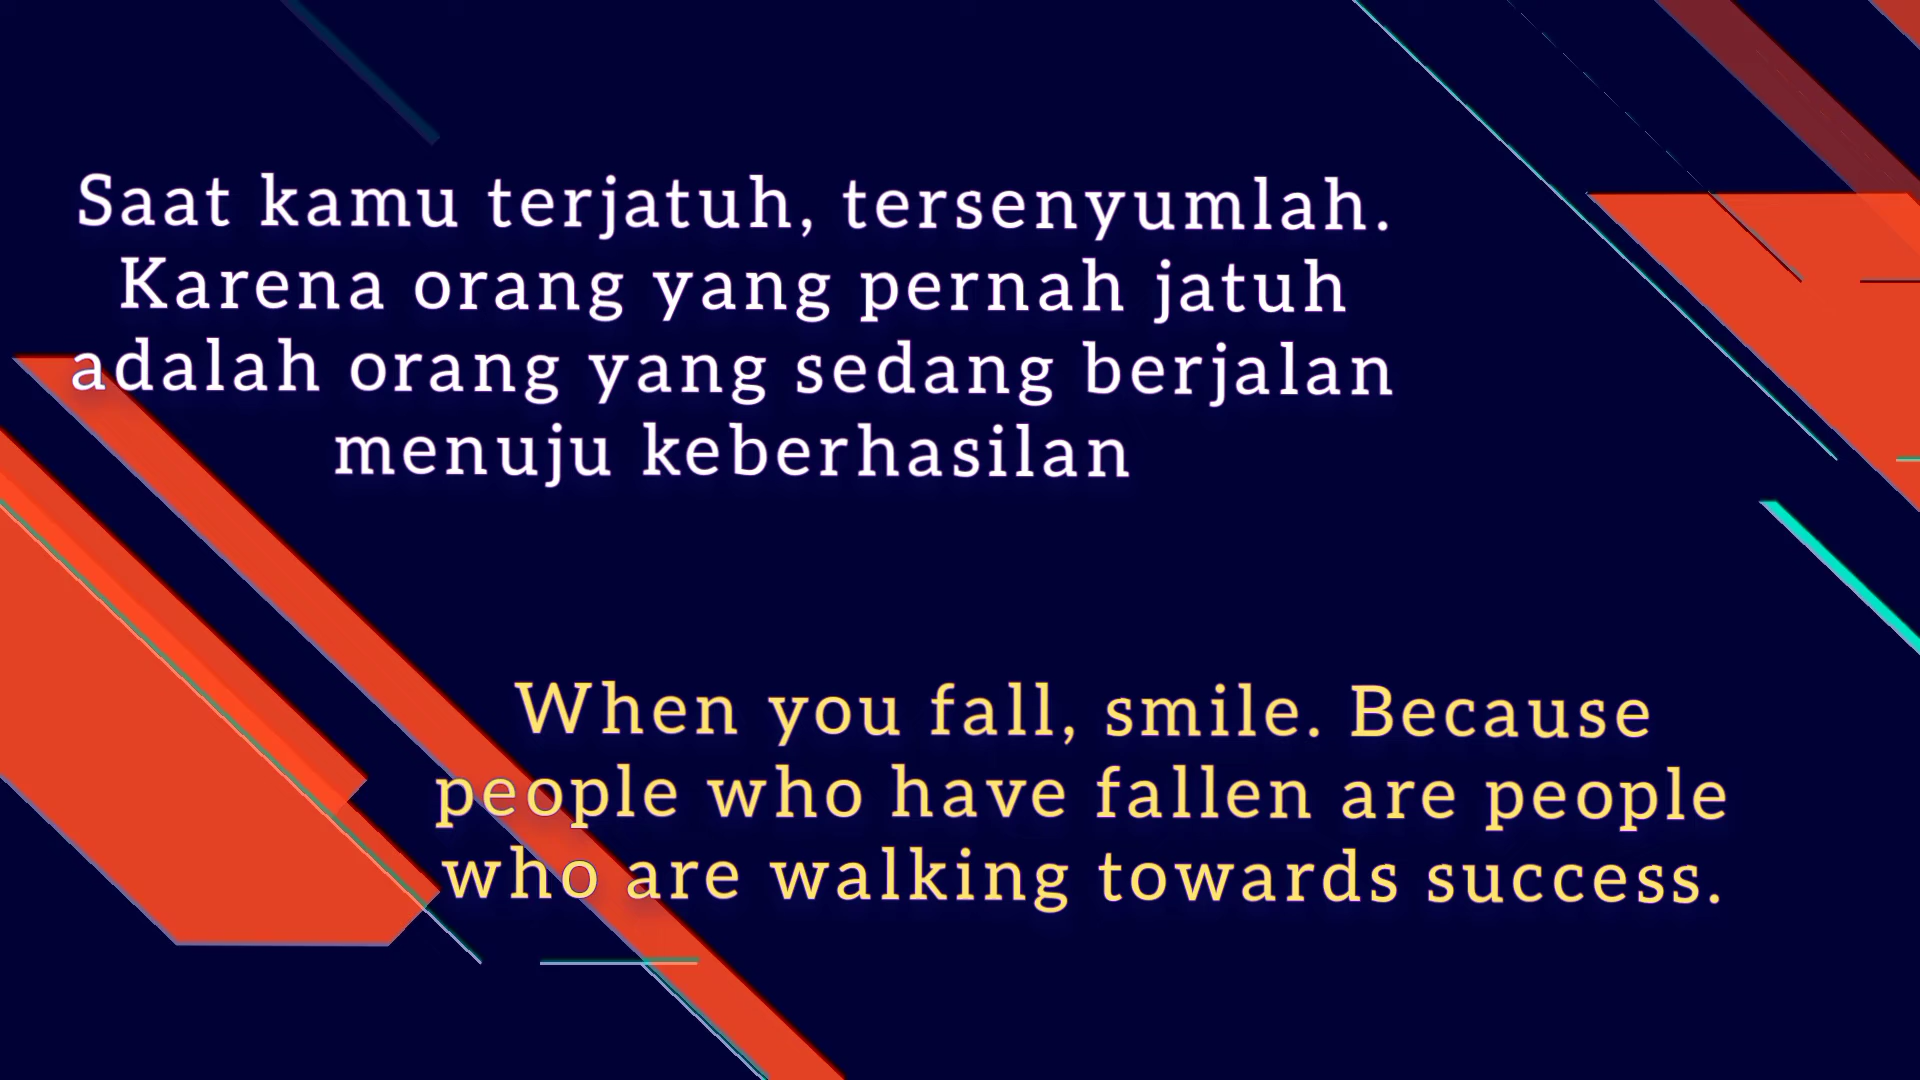 Saat kamu terjatuh, tersenyumlah.
Karena orang yang pernah jatuh
adalah orang yang sedang berjalan
menuju keberhasilan
When you fall, smile. Because
people who have fallen are people
who are walking towards success.